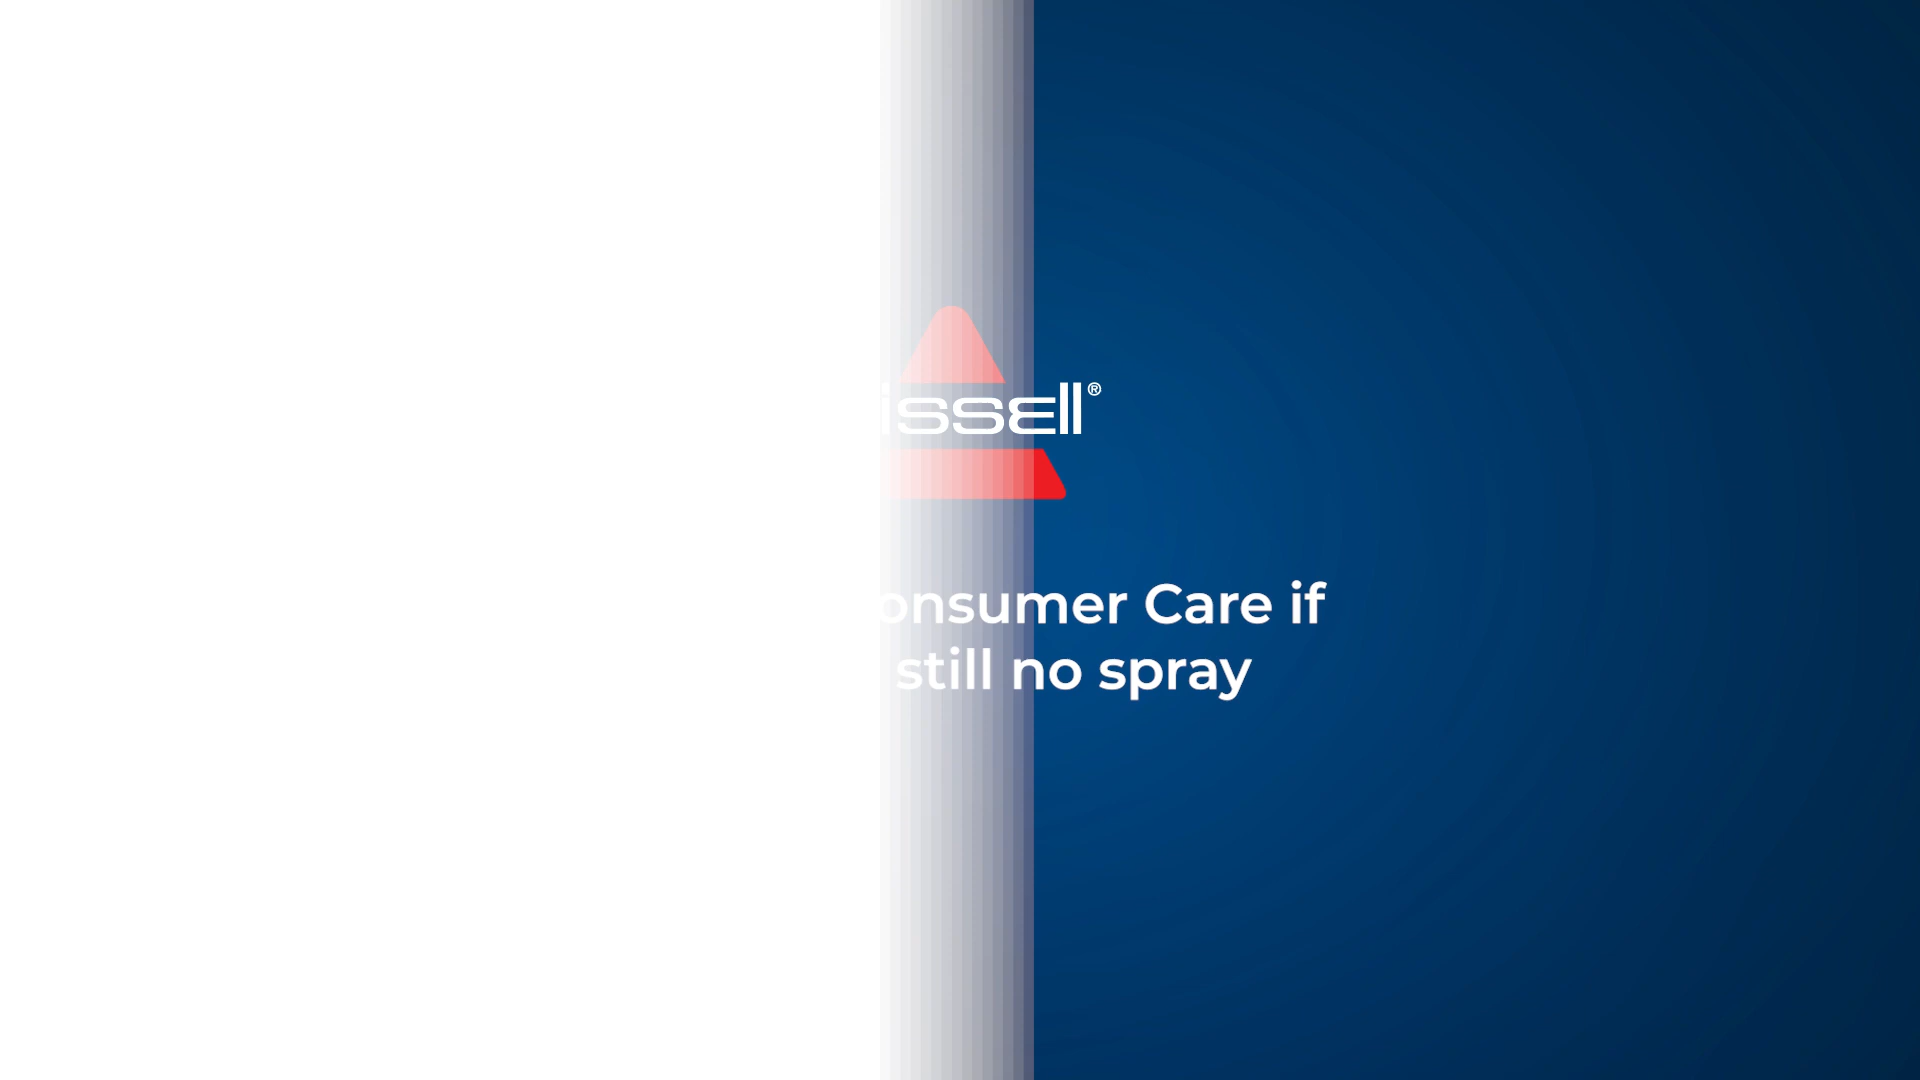 issell®
onsumer Care if
still no spray